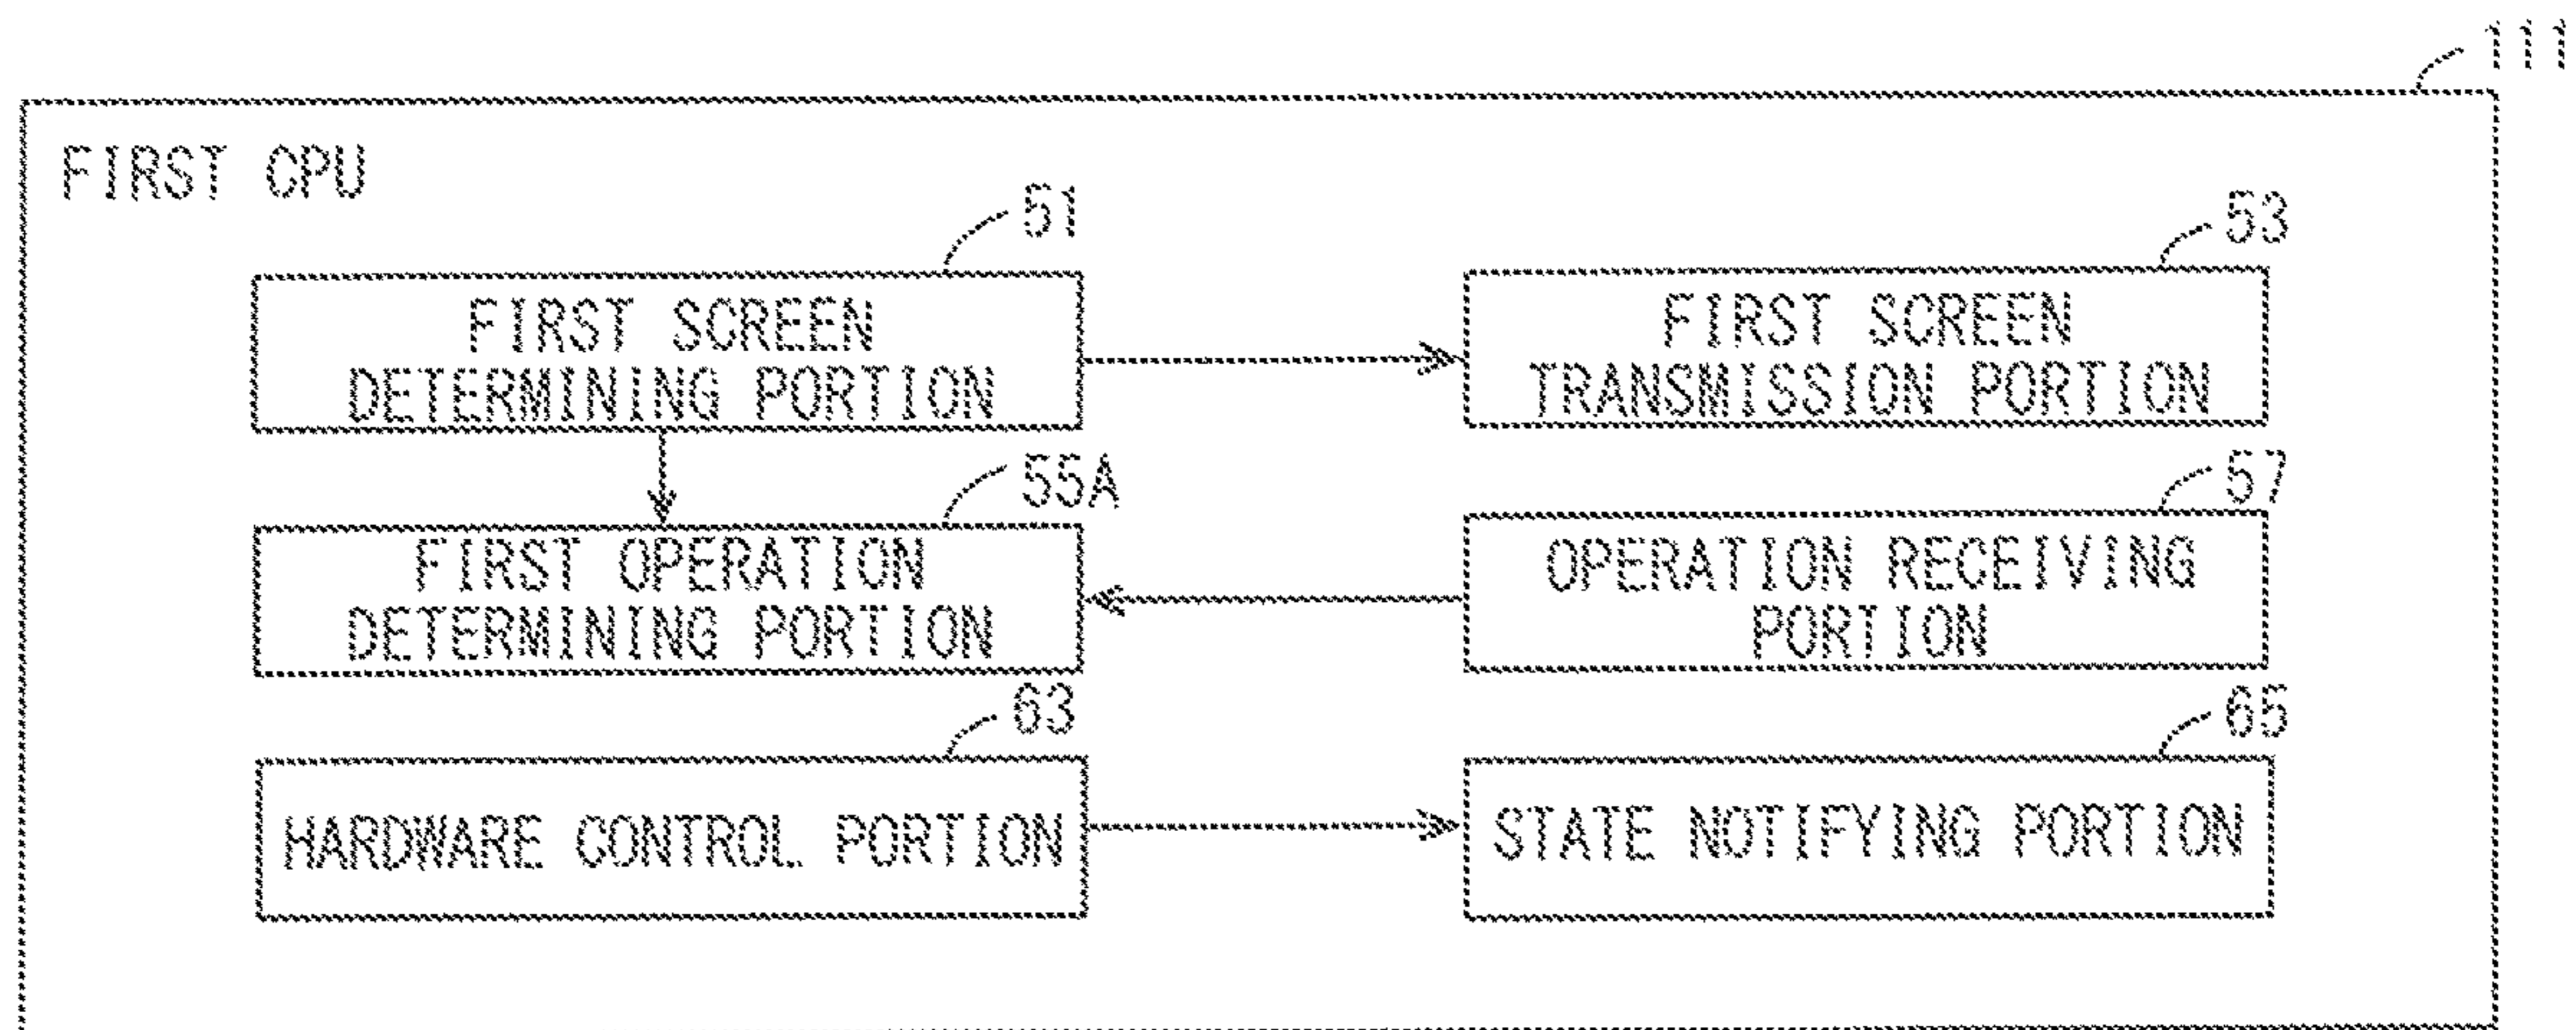 111
FIRST CPU
51
FIRST SCREEN
DETERMINING PORTION
53
FIRST SCREEN
TRANSMISSION PORTION
55A
FIRST OPERATION
DETERMINING PORTION
57
OPERATION RECEIVING
PORTION
63
HARDWARE CONTROL PORTION
65
STATE NOTIFYING PORTION